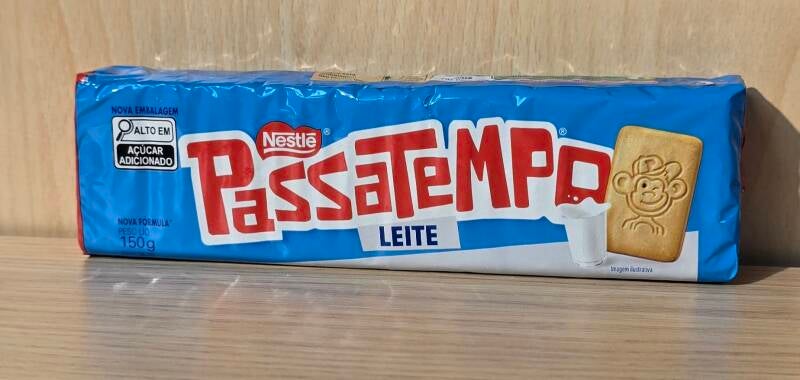 NOVA EMBALAGEM
ALTO EM
AÇÚCAR
ADICIONADO
Nestlé®
PASSATEMPO®
LEITE
NOVA FÓRMULA*
PESO LÍQ
150g
Imagem ilustrativa